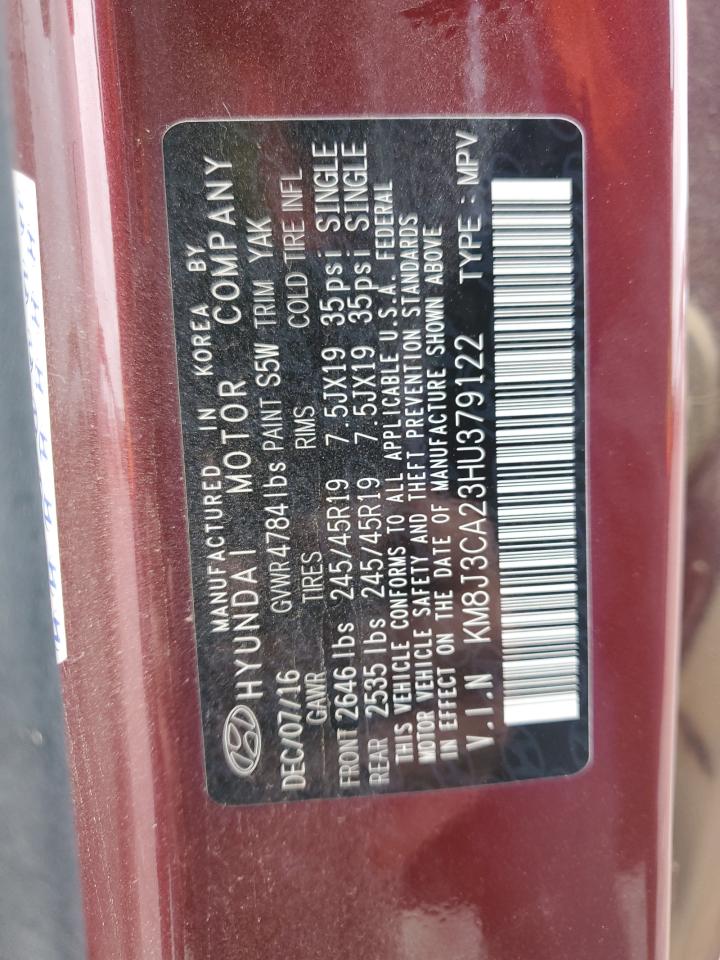 MANUFACTURED IN KOREA BY
HYUNDAI MOTOR COMPANY
DEC/07/16 GVWR4784lbs PAINT S5W TRIM YAK
GAWR TIRES RMS COLD TIRE INFL
FRONT 2646 lbs 245/45R19 7.5JX19 35psi SINGLE
REAR 2535 lbs 245/45R19 7.5JX19 35psi SINGLE
THIS VEHICLE CONFORMS TO ALL APPLICABLE U.S.A. FEDERAL
MOTOR VEHICLE SAFETY AND THEFT PREVENTION STANDARDS
IN EFFECT ON THE DATE OF MANUFACTURE SHOWN ABOVE
V.I.N KM8J3CA23HU379122 TYPE : MPV